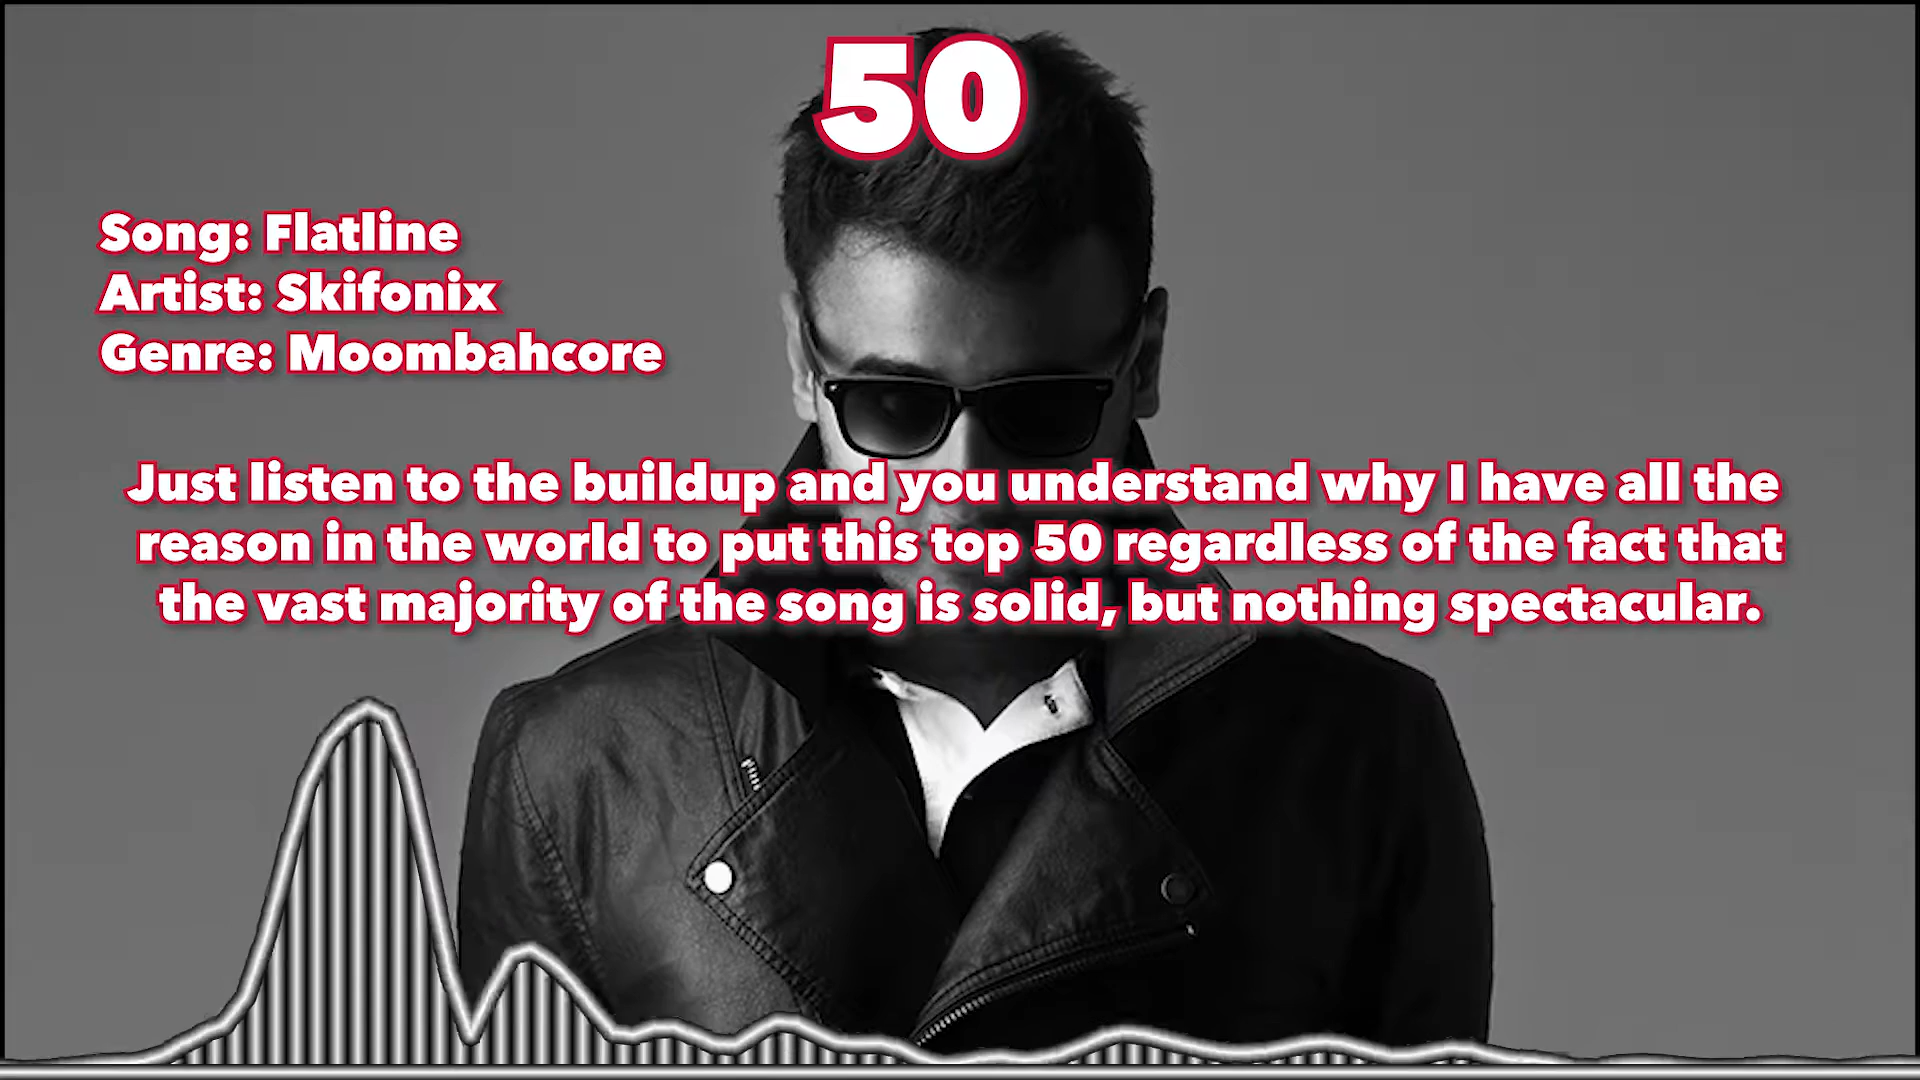 50
Song: Flatline
Artist: Skifonix
Genre: Moombahcore
Just listen to the buildup and you understand why I have all the
reason in the world to put this top 50 regardless of the fact that
the vast majority of the song is solid, but nothing spectacular.